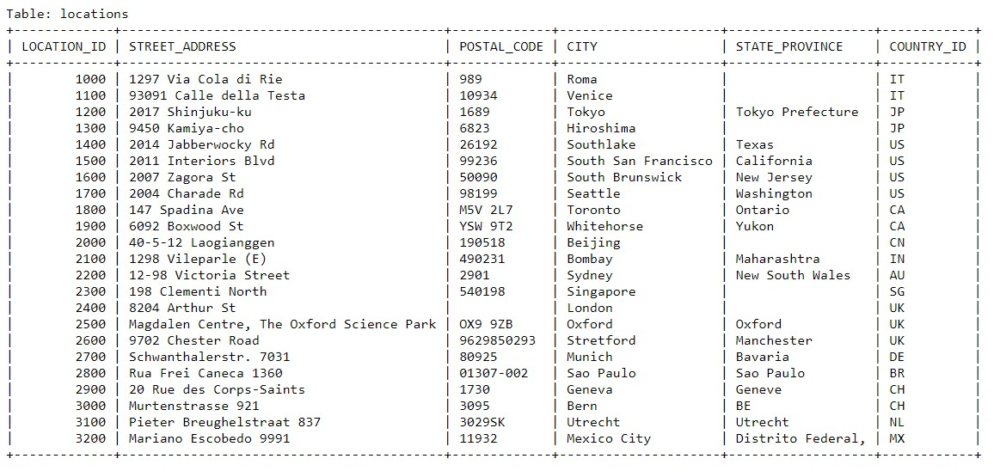 Table: locations
+-------------+------------------------------------------+-------------+---------------------+-------------------+------------+
| LOCATION_ID | STREET_ADDRESS                           | POSTAL_CODE | CITY                | STATE_PROVINCE    | COUNTRY_ID |
+-------------+------------------------------------------+-------------+---------------------+-------------------+------------+
|        1000 | 1297 Via Cola di Rie                     | 989         | Roma                |                   | IT         |
|        1100 | 93091 Calle della Testa                  | 10934       | Venice              |                   | IT         |
|        1200 | 2017 Shinjuku-ku                         | 1689        | Tokyo               | Tokyo Prefecture  | JP         |
|        1300 | 9450 Kamiya-cho                          | 6823        | Hiroshima           |                   | JP         |
|        1400 | 2014 Jabberwocky Rd                      | 26192       | Southlake           | Texas             | US         |
|        1500 | 2011 Interiors Blvd                      | 99236       | South San Francisco | California        | US         |
|        1600 | 2007 Zagora St                           | 50090       | South Brunswick     | New Jersey        | US         |
|        1700 | 2004 Charade Rd                          | 98199       | Seattle             | Washington        | US         |
|        1800 | 147 Spadina Ave                          | M5V 2L7     | Toronto             | Ontario           | CA         |
|        1900 | 6092 Boxwood St                          | YSW 9T2     | Whitehorse          | Yukon             | CA         |
|        2000 | 40-5-12 Laogianggen                      | 190518      | Beijing             |                   | CN         |
|        2100 | 1298 Vileparle (E)                       | 490231      | Bombay              | Maharashtra       | IN         |
|        2200 | 12-98 Victoria Street                    | 2901        | Sydney              | New South Wales   | AU         |
|        2300 | 198 Clementi North                       | 540198      | Singapore           |                   | SG         |
|        2400 | 8204 Arthur St                           |             | London              |                   | UK         |
|        2500 | Magdalen Centre, The Oxford Science Park | OX9 9ZB     | Oxford              | Oxford            | UK         |
|        2600 | 9702 Chester Road                        | 9629850293  | Stretford           | Manchester        | UK         |
|        2700 | Schwanthalerstr. 7031                    | 80925       | Munich              | Bavaria           | DE         |
|        2800 | Rua Frei Caneca 1360                     | 01307-002   | Sao Paulo           | Sao Paulo         | BR         |
|        2900 | 20 Rue des Corps-Saints                  | 1730        | Geneva              | Geneve            | CH         |
|        3000 | Murtenstrasse 921                        | 3095        | Bern                | BE                | CH         |
|        3100 | Pieter Breughelstraat 837                | 3029SK      | Utrecht             | Utrecht           | NL         |
|        3200 | Mariano Escobedo 9991                    | 11932       | Mexico City         | Distrito Federal, | MX         |
+-------------+------------------------------------------+-------------+---------------------+-------------------+------------+